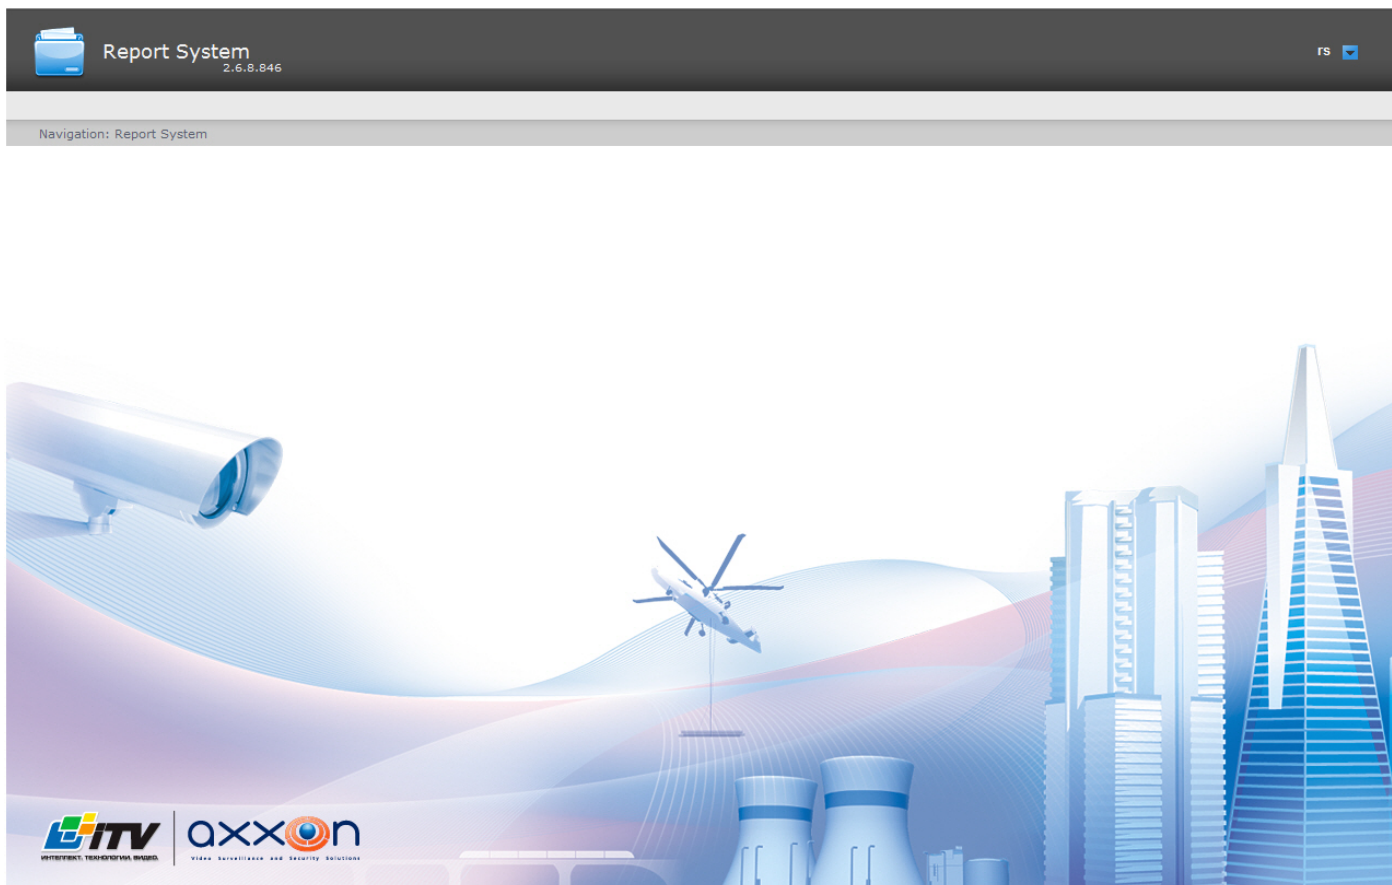 Report System
2.6.8.846
rs
Navigation: Report System
iTV
ИНТЕЛЛЕКТ. ТЕХНОЛОГИИ. ВИДЕО.
axxon
Video Surveillance and Security Solutions